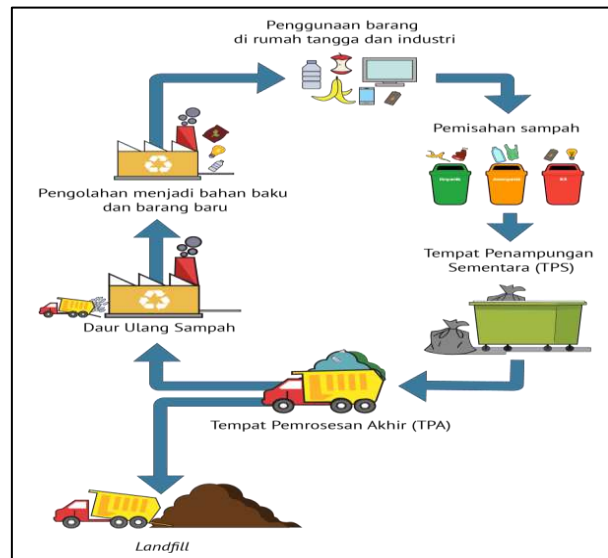 Penggunaan barang
di rumah tangga dan industri
Pemisahan sampah
Tempat Penampungan
Sementara (TPS)
Pengolahan menjadi bahan baku
dan barang baru
Daur Ulang Sampah
Tempat Pemrosesan Akhir (TPA)
Landfill